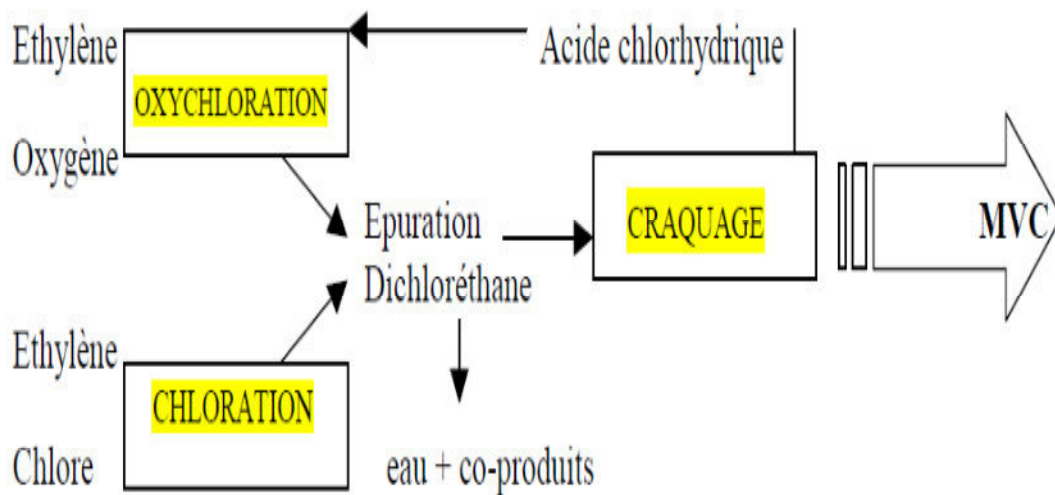 Ethylène
Acide chlorhydrique
OXYCHLORATION
Oxygène
Epuration
Dichloréthane
CRAQUAGE
MVC
Ethylène
CHLORATION
Chlore
eau + co-produits